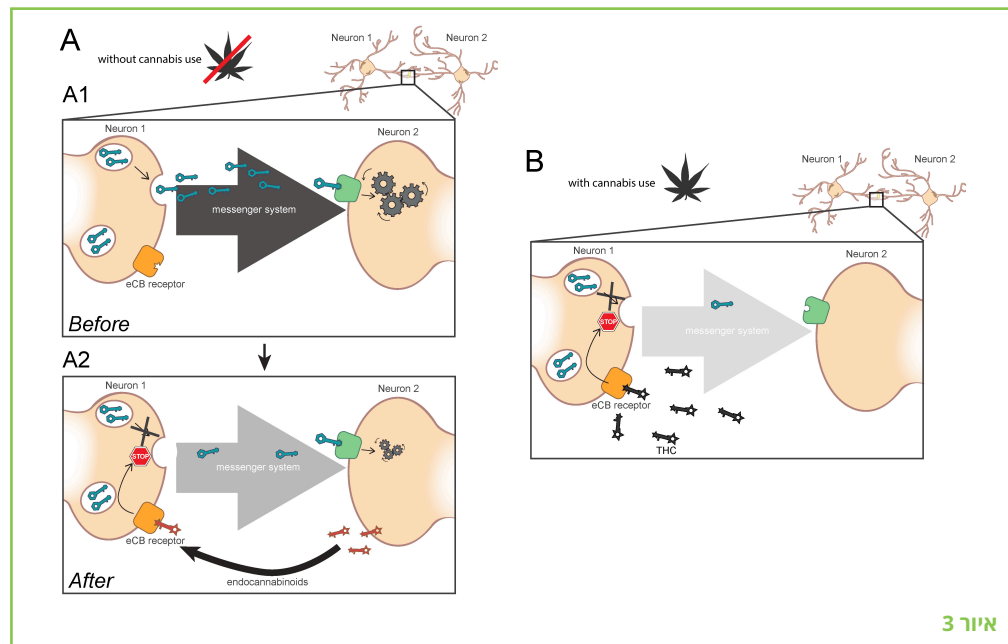 A
without cannabis use
Neuron 1
Neuron 2
A1
Neuron 1
Neuron 2
messenger system
eCB receptor
Before
A2
Neuron 1
Neuron 2
STOP
messenger system
eCB receptor
endocannabinoids
After
B
with cannabis use
Neuron 1
Neuron 2
Neuron 1
Neuron 2
STOP
messenger system
eCB receptor
THC
איור 3